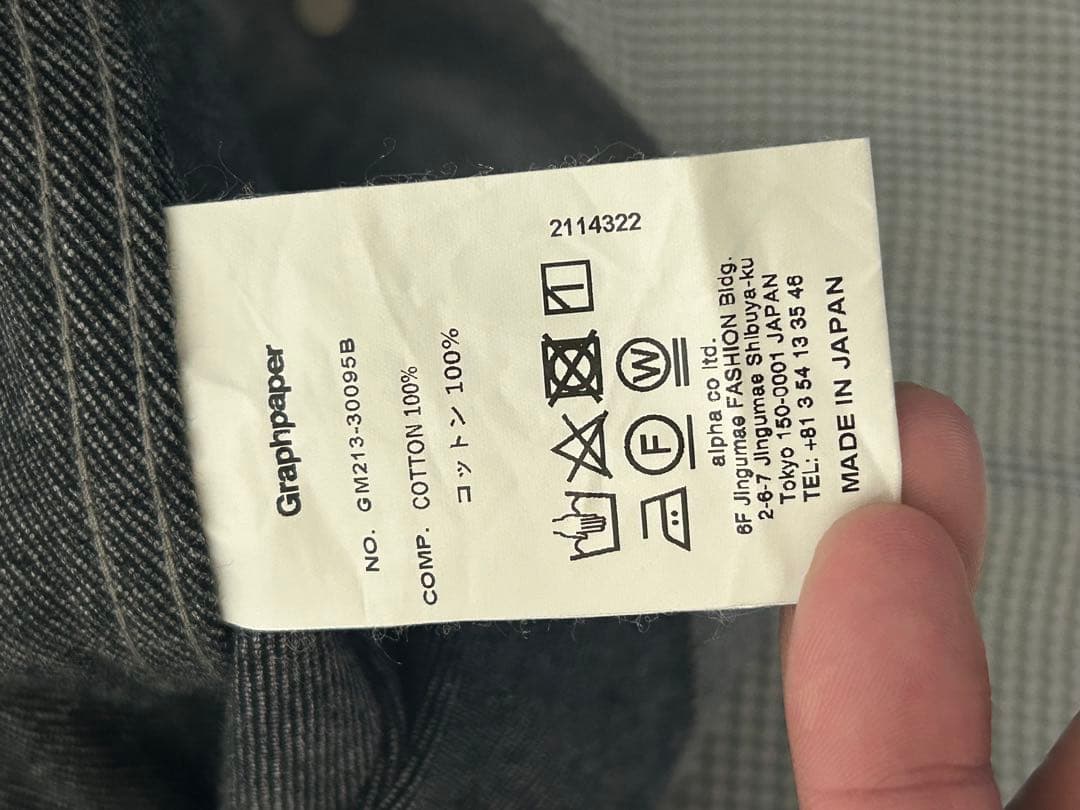 Graphpaper
NO. GM213-30095B
COMP. COTTON 100%
コットン 100%
2114322
F W
alpha co ltd.
6F Jingumae FASHION Bldg.
2-6-7 Jingumae Shibuya-ku
Tokyo 150-0001 JAPAN
TEL: +81 3 54 13 35 46
MADE IN JAPAN